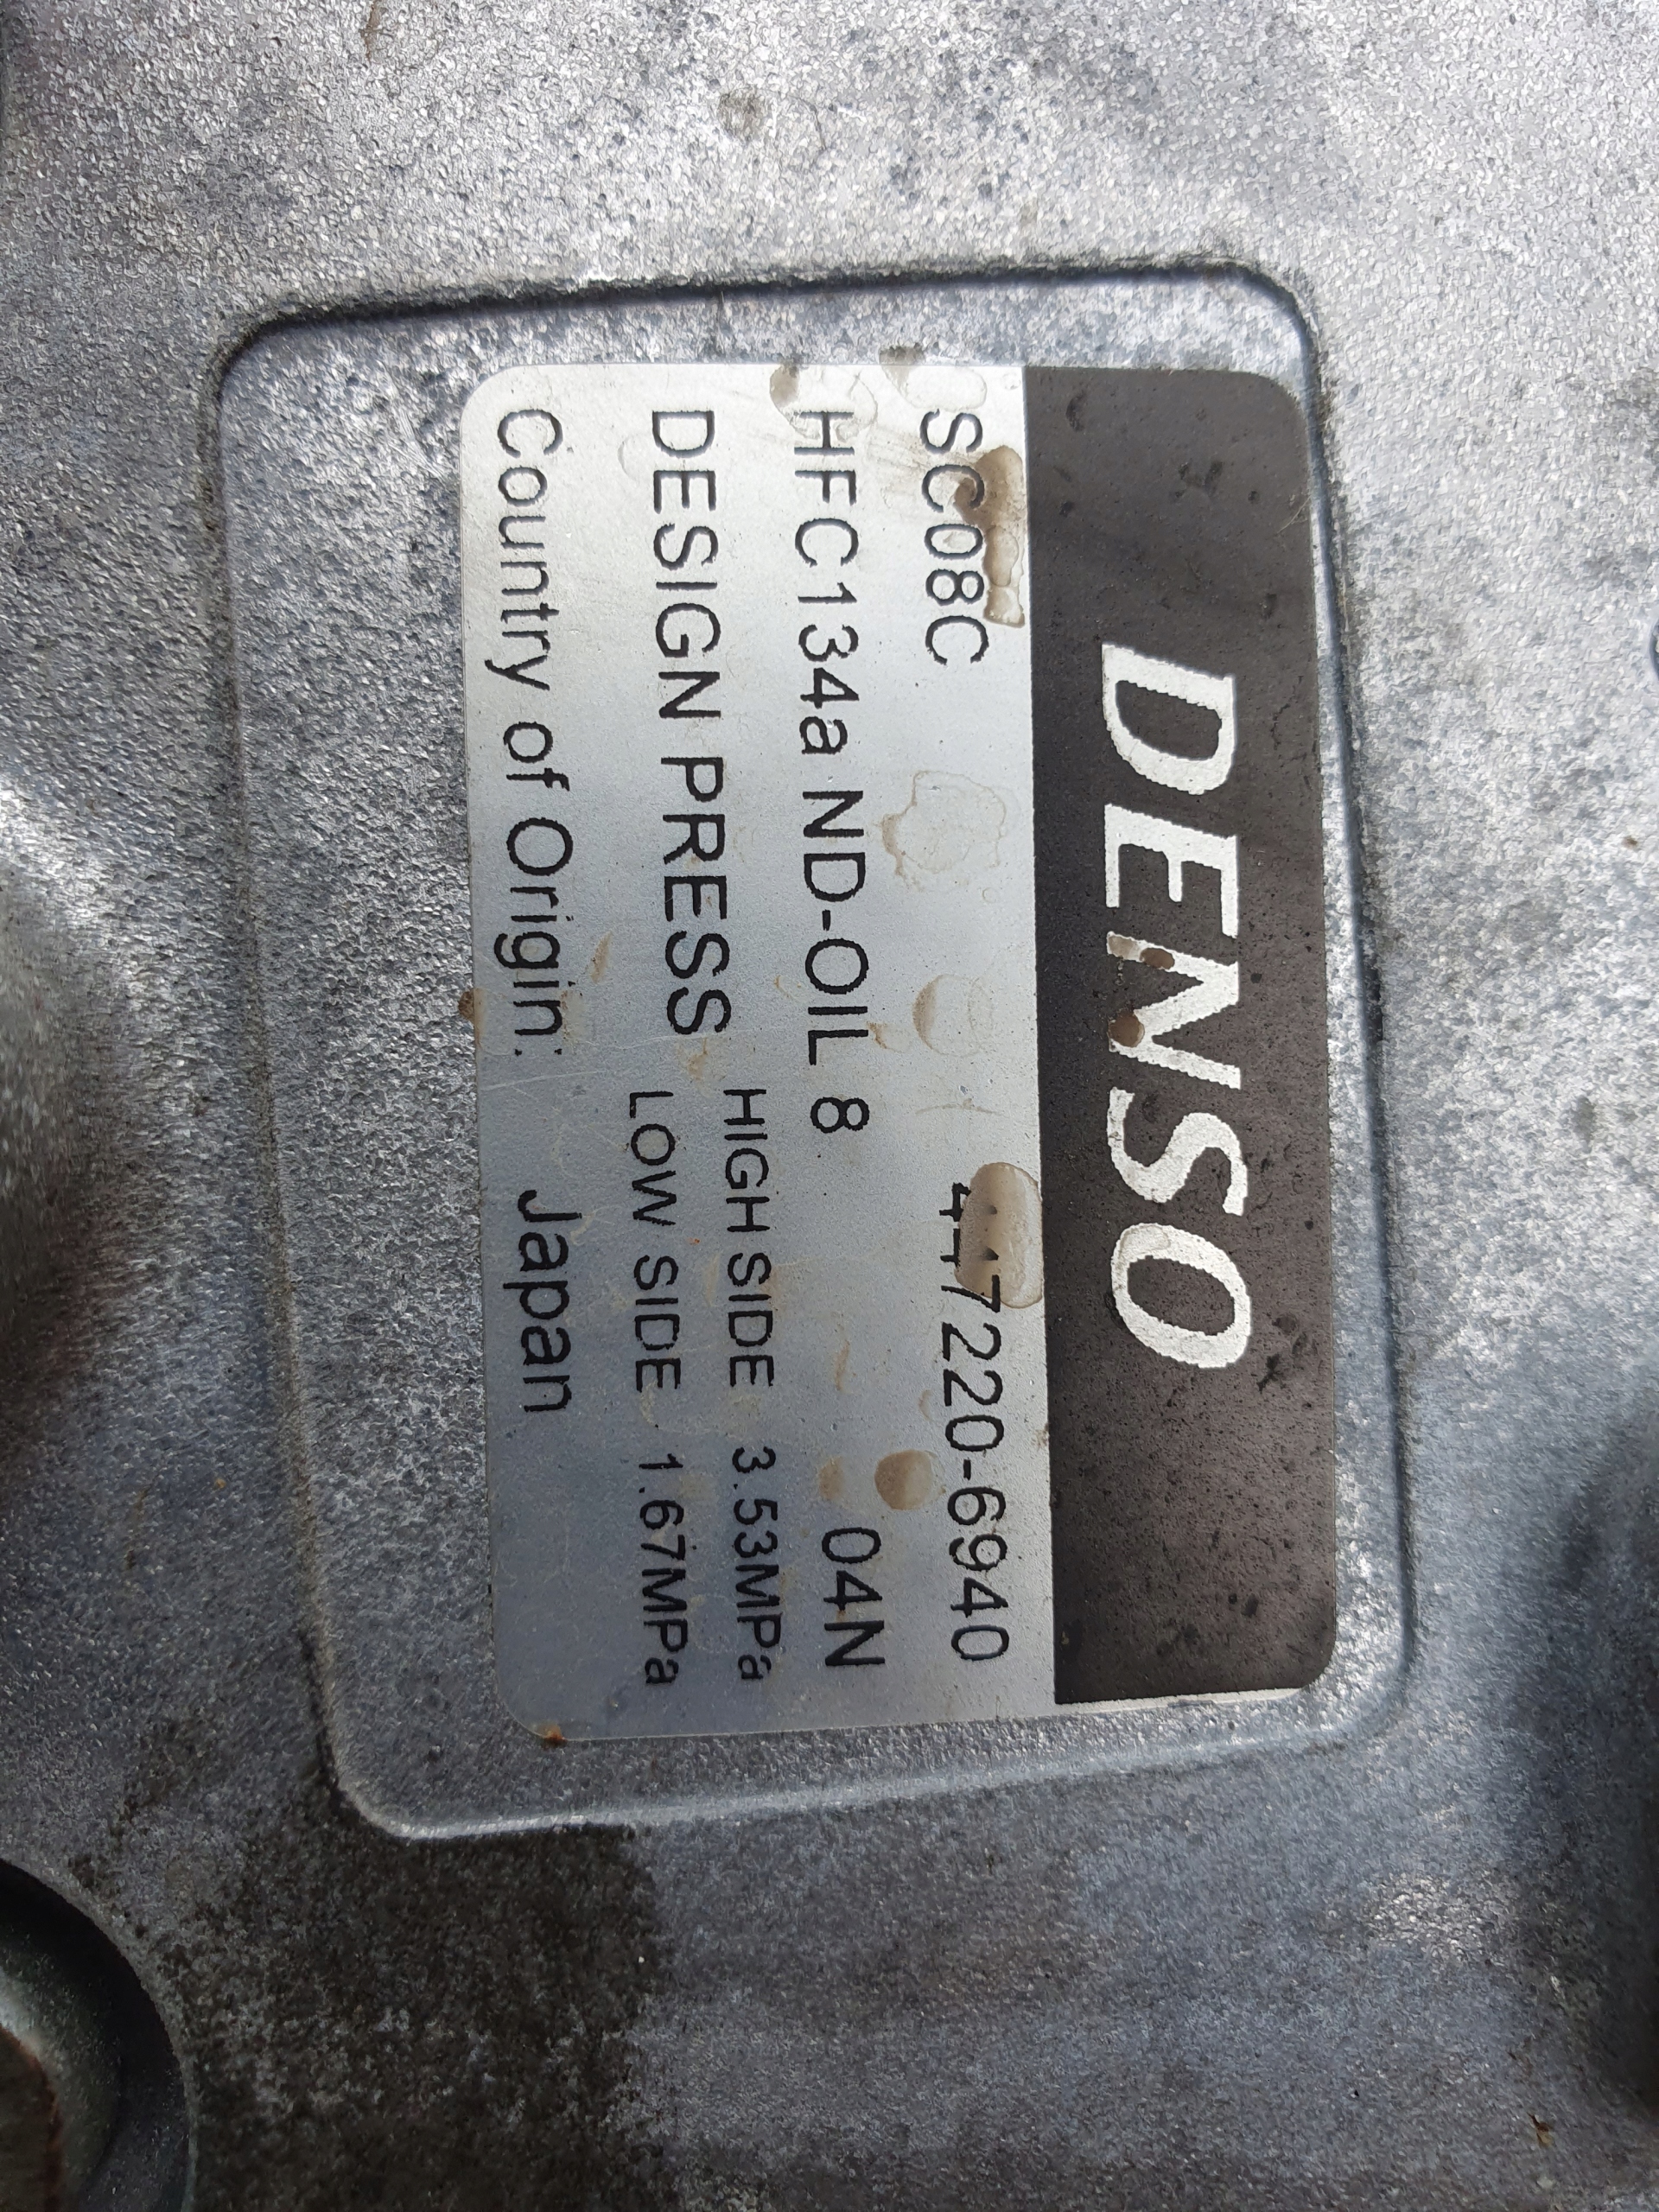 DENSO
SC08C 447220-6940
HFC134a ND-OIL 8 04N
DESIGN PRESS HIGH SIDE 3.53MPa
LOW SIDE 1.67MPa
Country of Origin: Japan